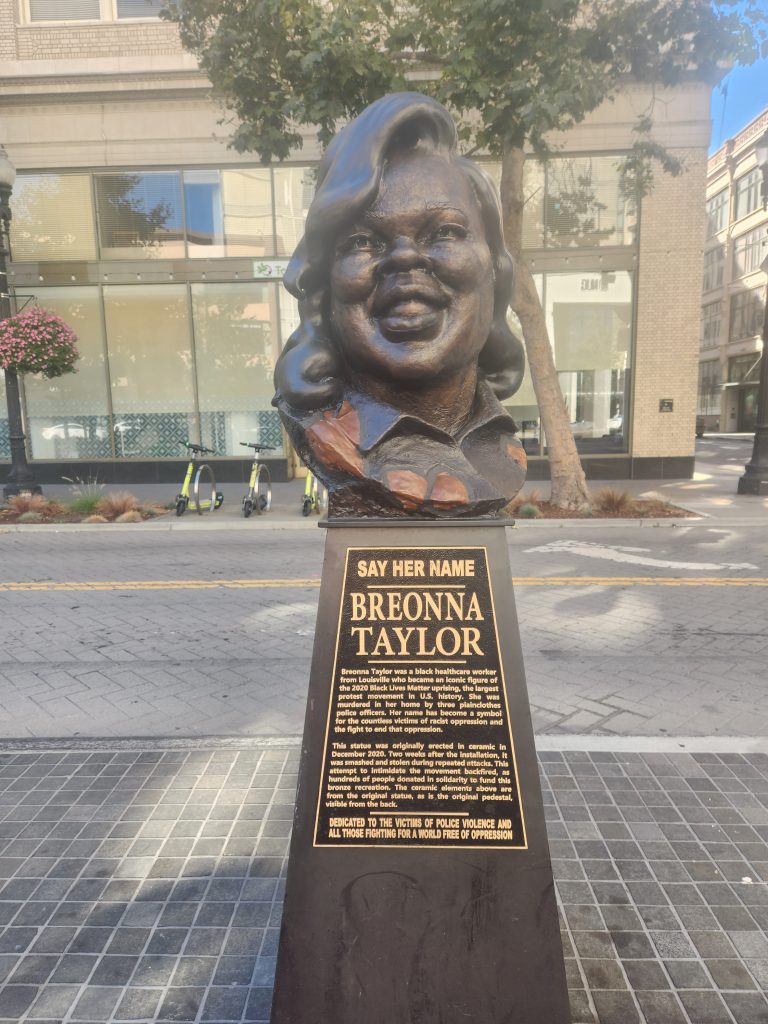 SAY HER NAME
BREONNA
TAYLOR
Breonna Taylor was a black healthcare worker
from Louisville who became an iconic figure of
the 2020 Black Lives Matter uprising, the largest
protest movement in U.S. history. She was
murdered in her home by three plainclothes
police officers. Her name has become a symbol
for the countless victims of racist oppression and
the fight to end that oppression.
This statue was originally erected in ceramic in
December 2020. Two weeks after the installation, it
was smashed and stolen during repeated attacks. This
attempt to intimidate the movement backfired, as
hundreds of people donated in solidarity to fund this
bronze recreation. The ceramic elements above are
from the original statue, as is the original pedestal,
visible from the back.
DEDICATED TO THE VICTIMS OF POLICE VIOLENCE AND
ALL THOSE FIGHTING FOR A WORLD FREE OF OPPRESSION